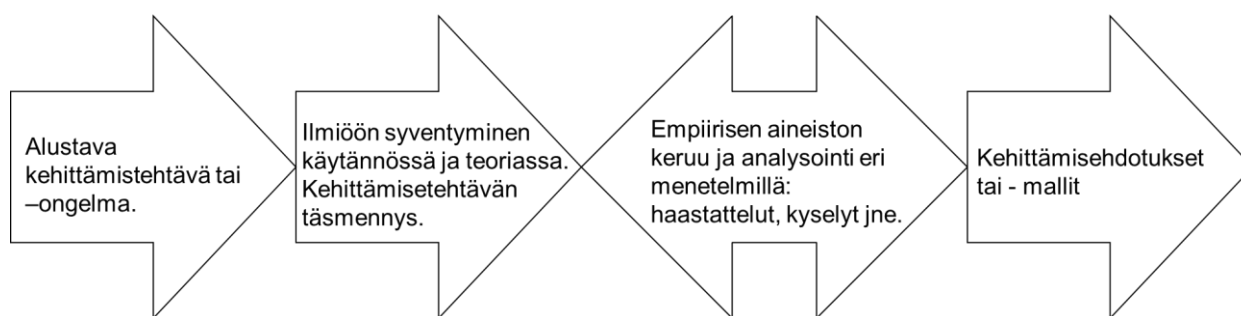 Alustava
kehittämistehtävä tai
–ongelma.
Ilmiöön syventyminen
käytännössä ja teoriassa.
Kehittämisetehtävän
täsmennys.
Empiirisen aineiston
keruu ja analysointi eri
menetelmillä:
haastattelut, kyselyt jne.
Kehittämisehdotukset
tai - mallit